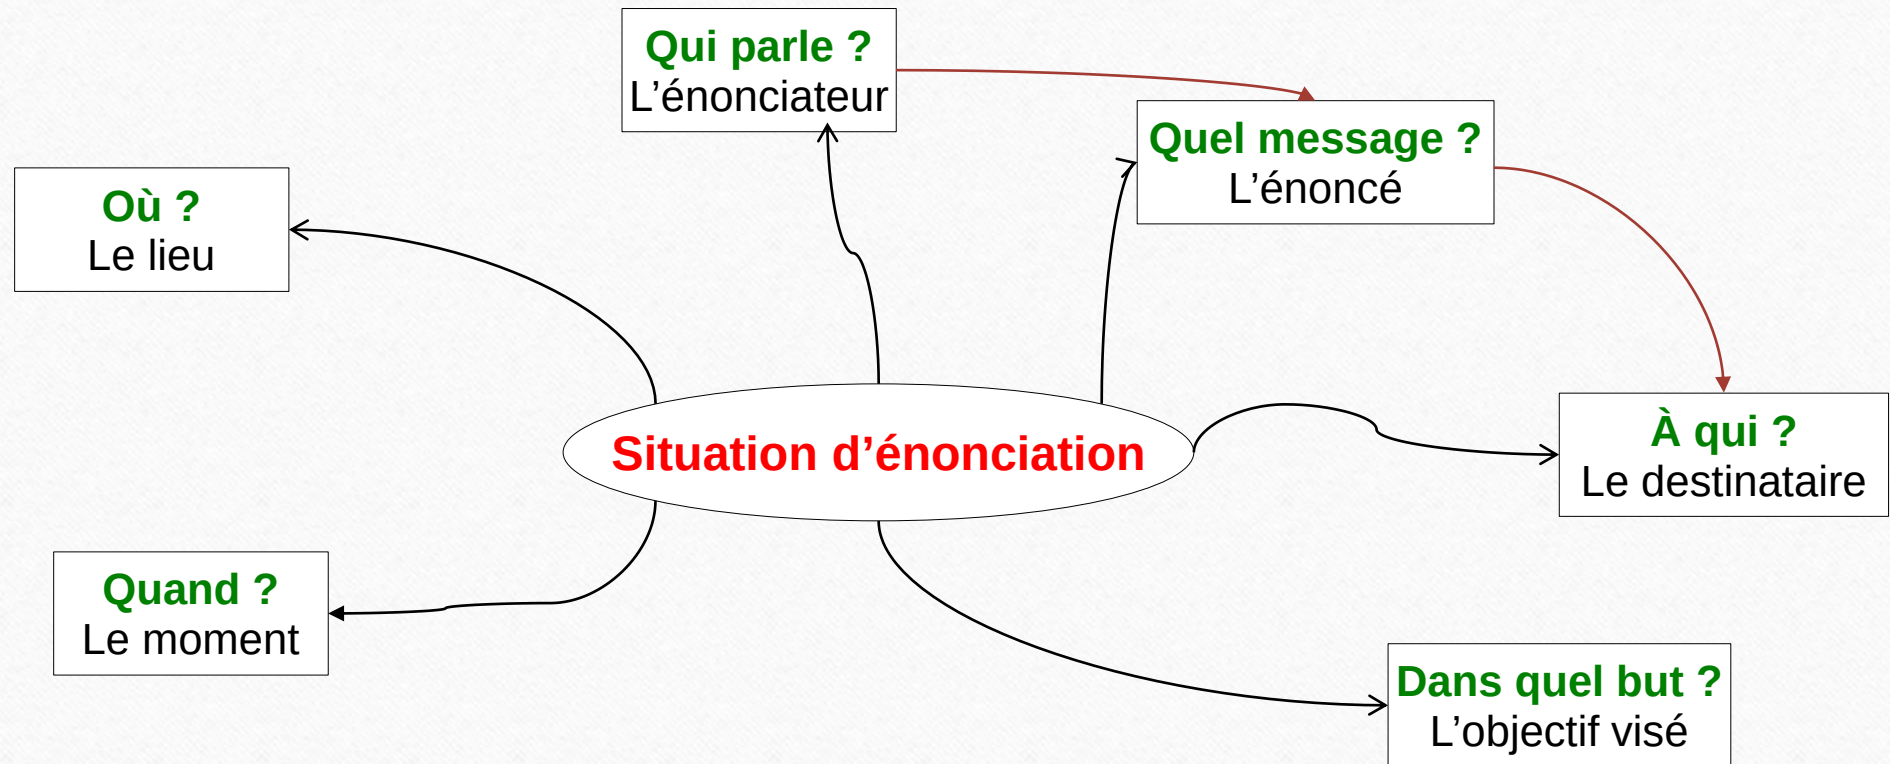 Qui parle ?
L’énonciateur
Quel message ?
L’énoncé
Où ?
Le lieu
Situation d’énonciation
À qui ?
Le destinataire
Quand ?
Le moment
Dans quel but ?
L’objectif visé